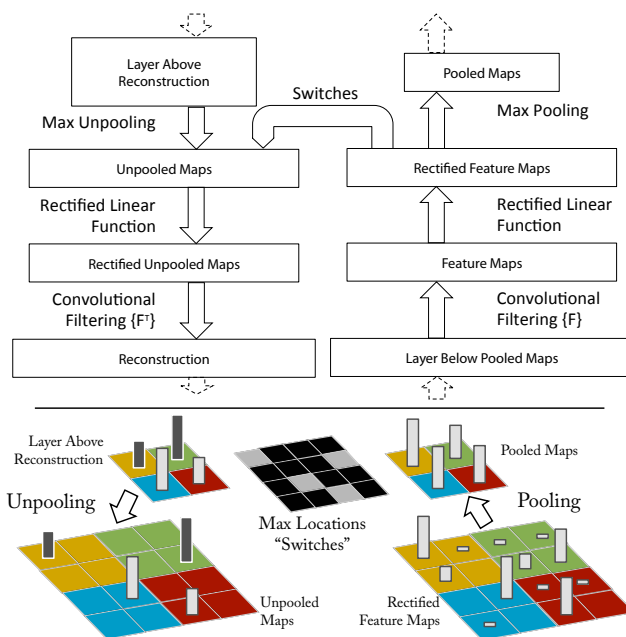 Layer Above
Reconstruction
Pooled Maps
Switches
Max Unpooling
Max Pooling
Unpooled Maps
Rectified Feature Maps
Rectified Linear
Function
Rectified Linear
Function
Rectified Unpooled Maps
Feature Maps
Convolutional
Filtering {Fᵀ}
Convolutional
Filtering {F}
Reconstruction
Layer Below Pooled Maps
Layer Above
Reconstruction
Pooled Maps
Unpooling
Max Locations
“Switches”
Pooling
Unpooled
Maps
Rectified
Feature Maps